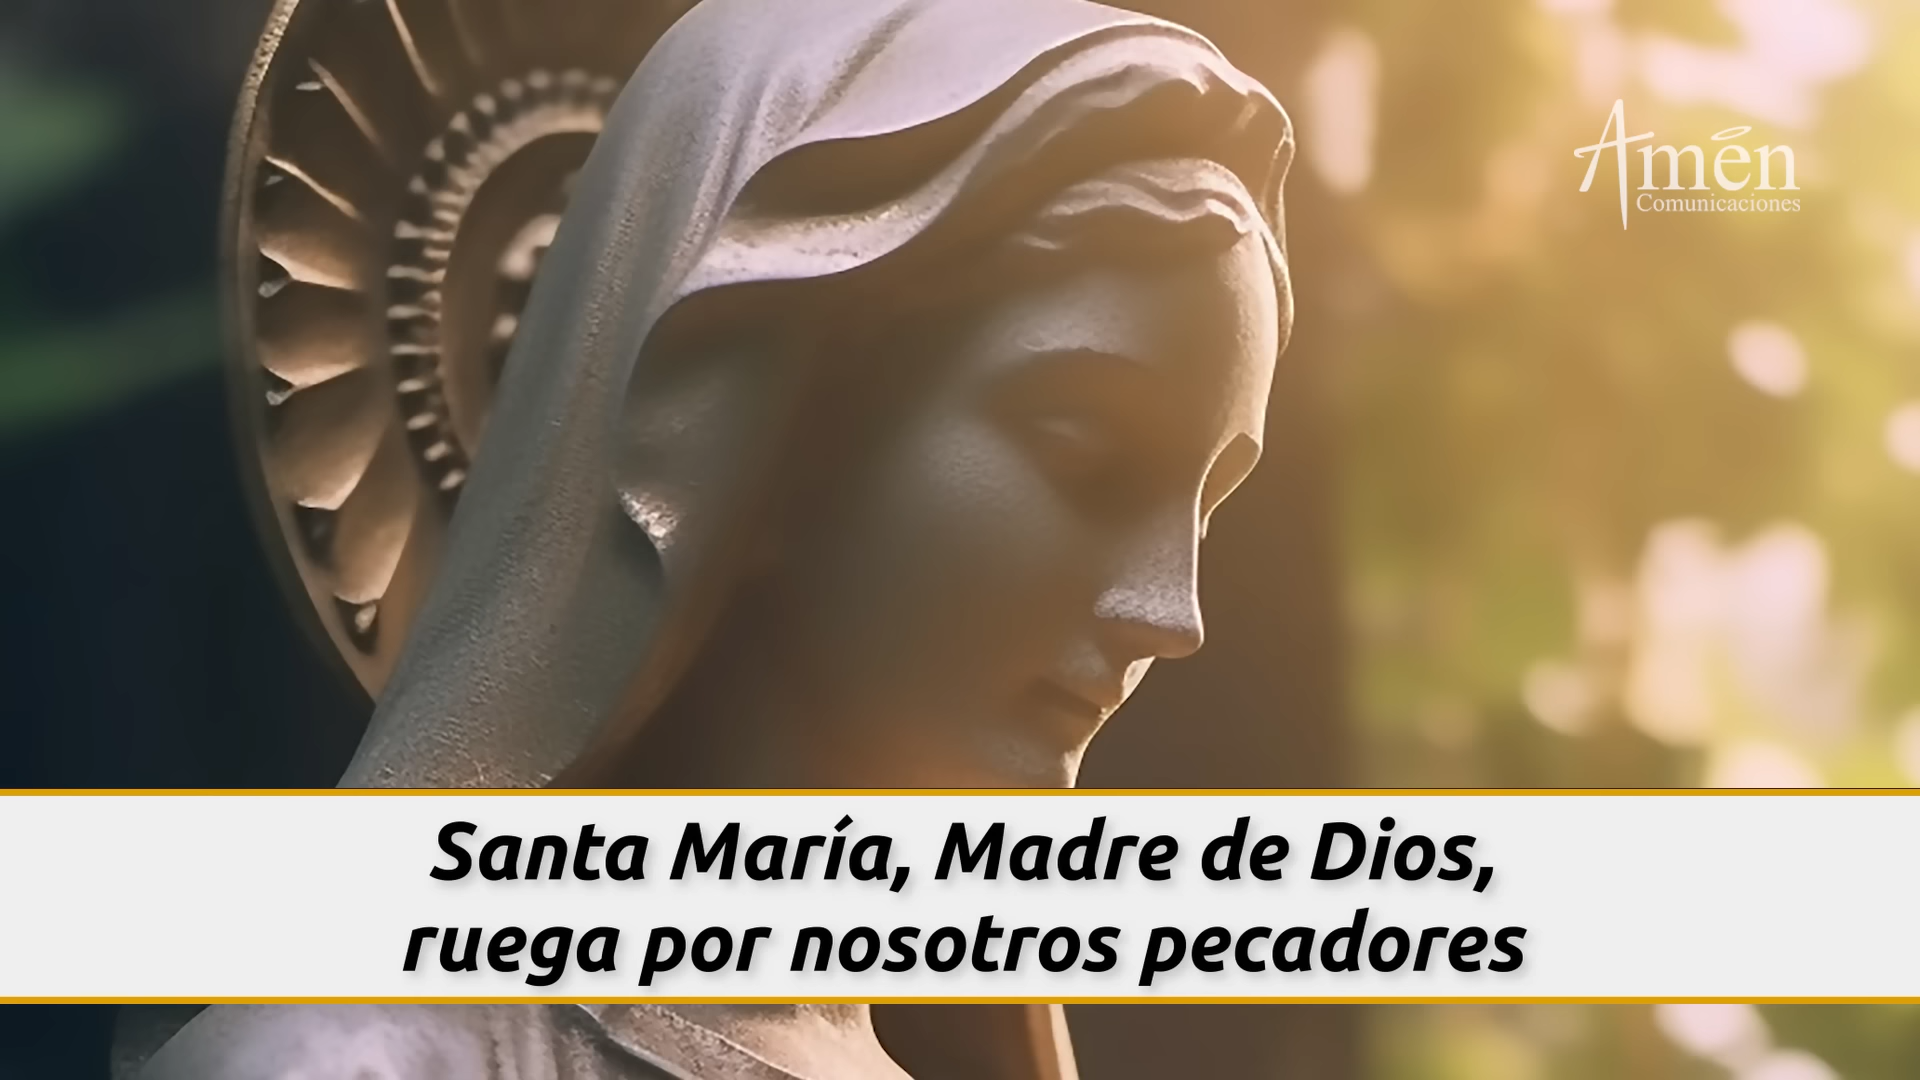 Amén
Comunicaciones
Santa María, Madre de Dios,
ruega por nosotros pecadores